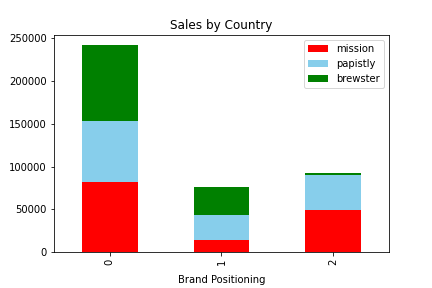 Sales by Country
250000
200000
150000
100000
50000
0
mission
papistly
brewster
0
1
2
Brand Positioning